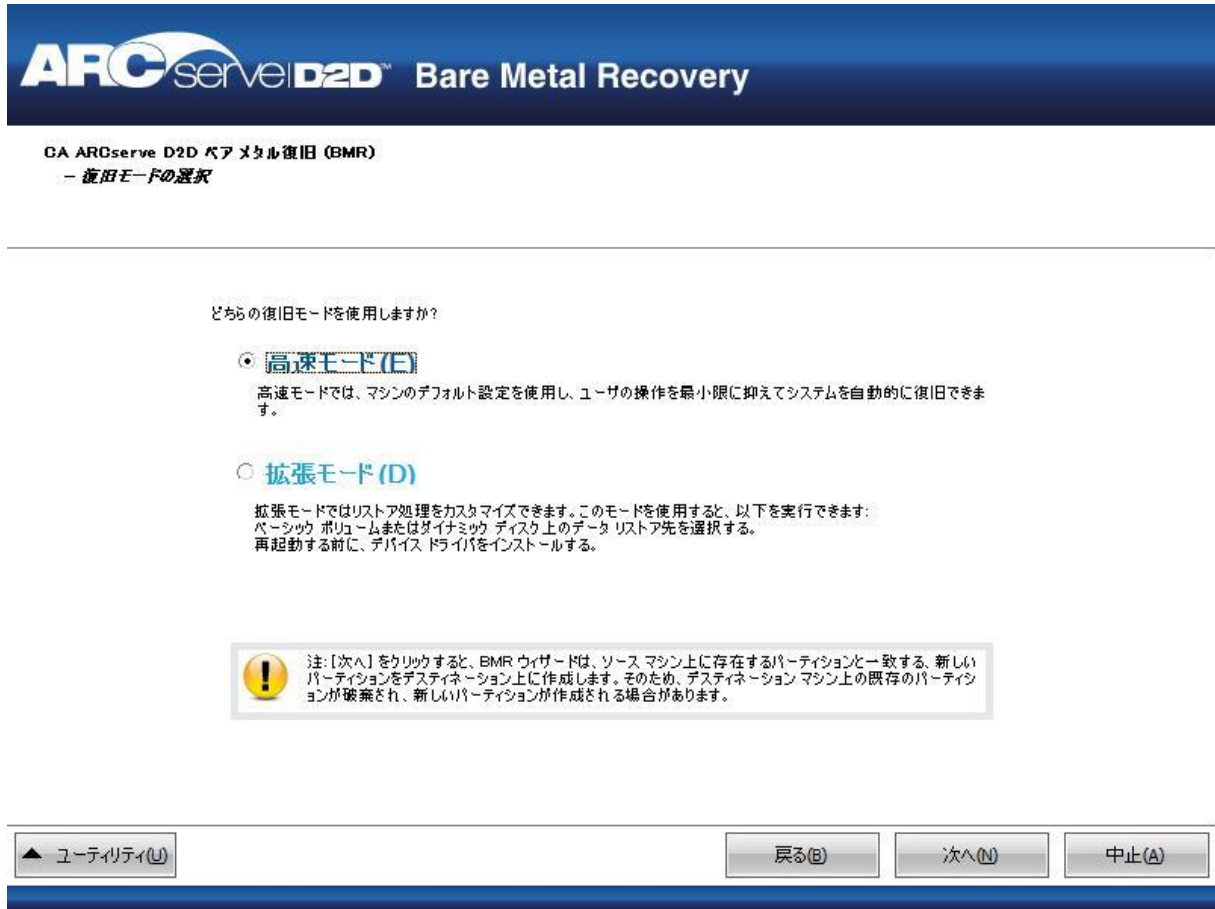 ARCserve D2D™ Bare Metal Recovery
CA ARCserve D2D ベア メタル復旧 (BMR)
– 復旧モードの選択
どちらの復旧モードを使用しますか?
高速モード(E)
高速モードでは、マシンのデフォルト設定を使用し、ユーザの操作を最小限に抑えてシステムを自動的に復旧できま
す。
拡張モード(D)
拡張モードではリストア処理をカスタマイズできます。このモードを使用すると、以下を実行できます:
ベーシック ボリュームまたはダイナミック ディスク上のデータ リストア先を選択する。
再起動する前に、デバイス ドライバをインストールする。
注: [次へ] をクリックすると、BMR ウィザードは、ソース マシン上に存在するパーティションと一致する、新しい
パーティションをデスティネーション上に作成します。そのため、デスティネーション マシン上の既存のパーティシ
ョンが破棄され、新しいパーティションが作成される場合があります。
ユーティリティ(U)
戻る(B)
次へ(N)
中止(A)